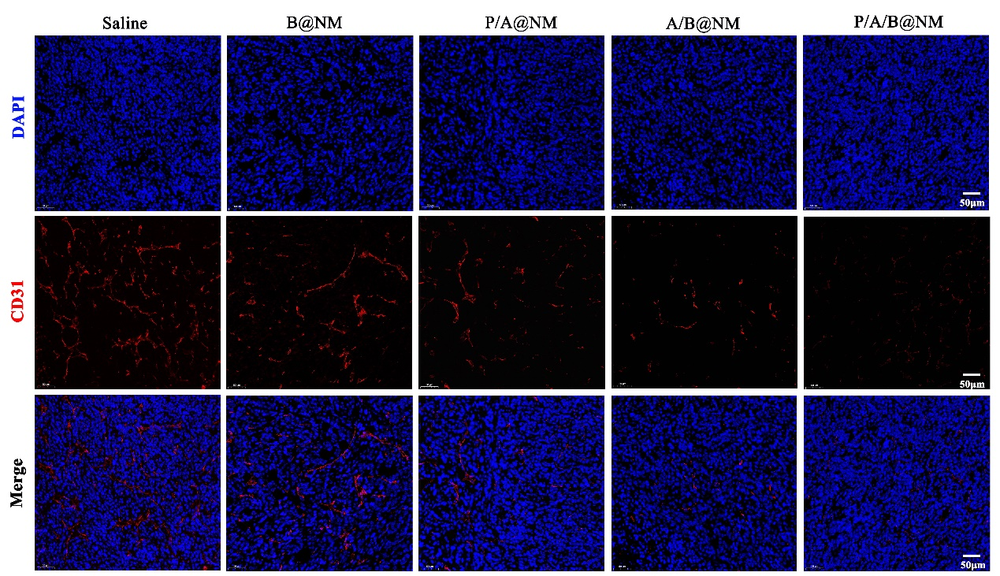 Saline B@NM P/A@NM A/B@NM P/A/B@NM
DAPI
50μm
CD31
50μm
Merge
50μm